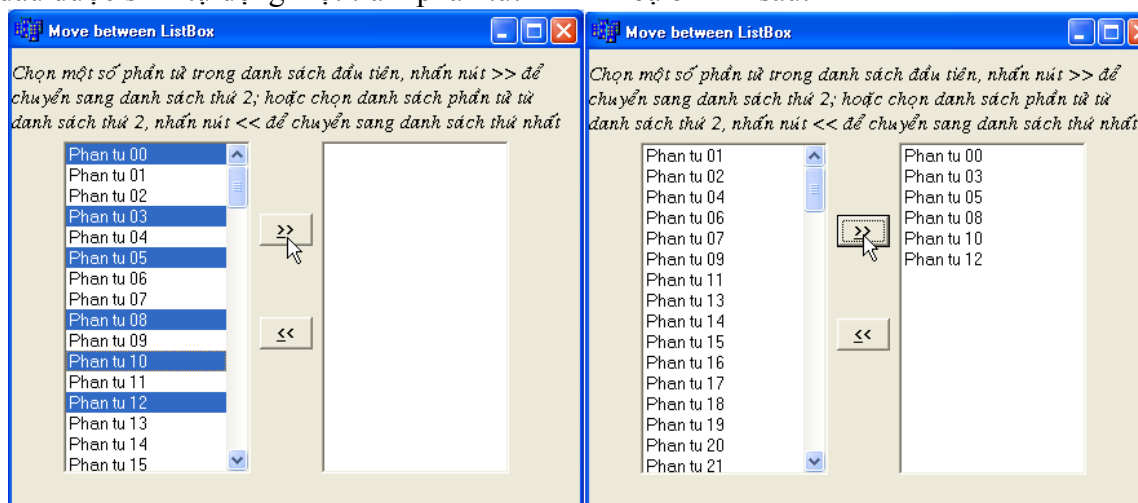 Move between ListBox
Chọn một số phần tử trong danh sách đầu tiên, nhấn nút >> để
chuyển sang danh sách thứ 2; hoặc chọn danh sách phần tử từ
danh sách thứ 2, nhấn nút << để chuyển sang danh sách thứ nhất
Phan tu 00
Phan tu 01
Phan tu 02
Phan tu 03
Phan tu 04
Phan tu 05
Phan tu 06
Phan tu 07
Phan tu 08
Phan tu 09
Phan tu 10
Phan tu 11
Phan tu 12
Phan tu 13
Phan tu 14
Phan tu 15
>>
<<
Move between ListBox
Chọn một số phần tử trong danh sách đầu tiên, nhấn nút >> để
chuyển sang danh sách thứ 2; hoặc chọn danh sách phần tử từ
danh sách thứ 2, nhấn nút << để chuyển sang danh sách thứ nhất
Phan tu 01
Phan tu 02
Phan tu 04
Phan tu 06
Phan tu 07
Phan tu 09
Phan tu 11
Phan tu 13
Phan tu 14
Phan tu 15
Phan tu 16
Phan tu 17
Phan tu 18
Phan tu 19
Phan tu 20
Phan tu 21
>>
<<
Phan tu 00
Phan tu 03
Phan tu 05
Phan tu 08
Phan tu 10
Phan tu 12